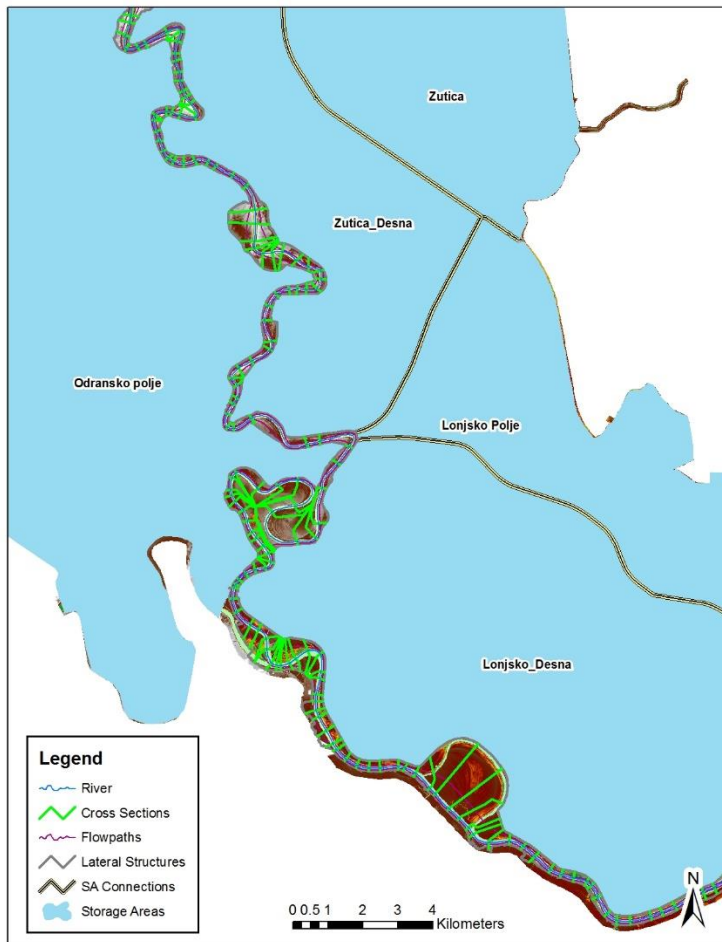 Zutica
Zutica_Desna
Odransko polje
Lonjsko Polje
Lonjsko_Desna
Legend
River
Cross Sections
Flowpaths
Lateral Structures
SA Connections
Storage Areas
0 0.5 1 2 3 4
Kilometers
N